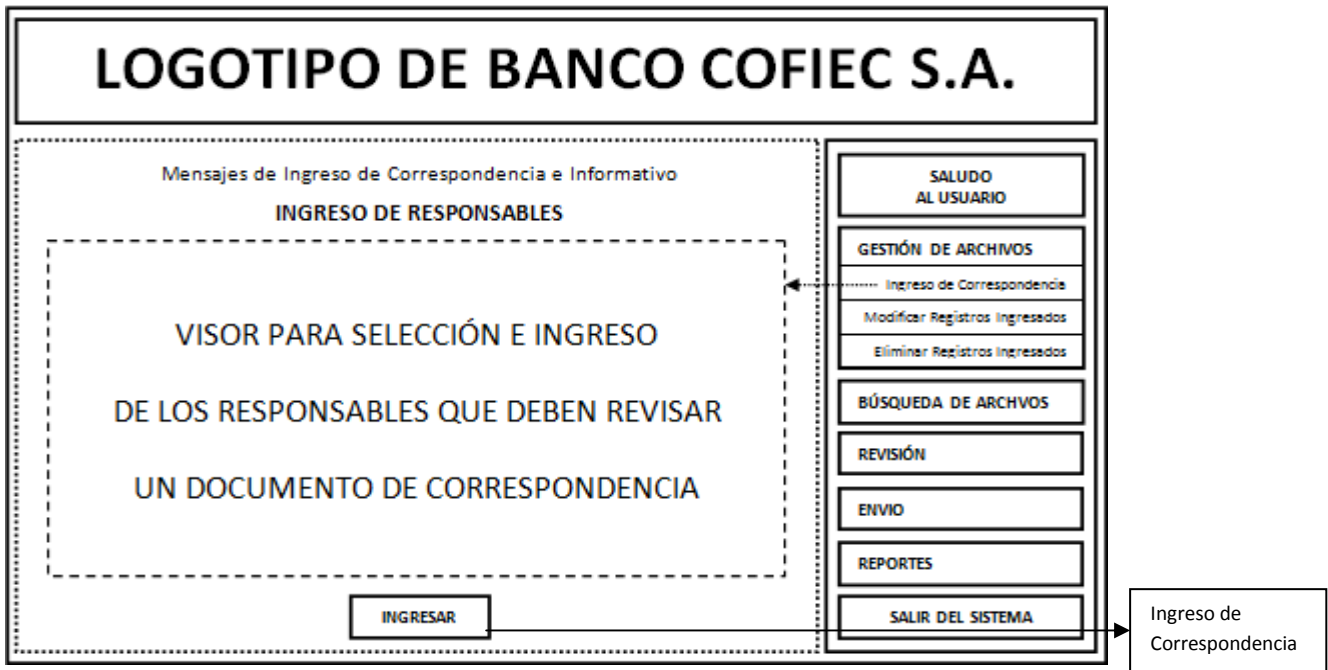 LOGOTIPO DE BANCO COFIEC S.A.
Mensajes de Ingreso de Correspondencia e Informativo
INGRESO DE RESPONSABLES
VISOR PARA SELECCIÓN E INGRESO
DE LOS RESPONSABLES QUE DEBEN REVISAR
UN DOCUMENTO DE CORRESPONDENCIA
INGRESAR
SALUDO
AL USUARIO
GESTIÓN DE ARCHIVOS
Ingreso de Correspondencia
Modificar Registros Ingresados
Eliminar Registros Ingresados
BÚSQUEDA DE ARCHVOS
REVISIÓN
ENVIO
REPORTES
SALIR DEL SISTEMA
Ingreso de
Correspondencia